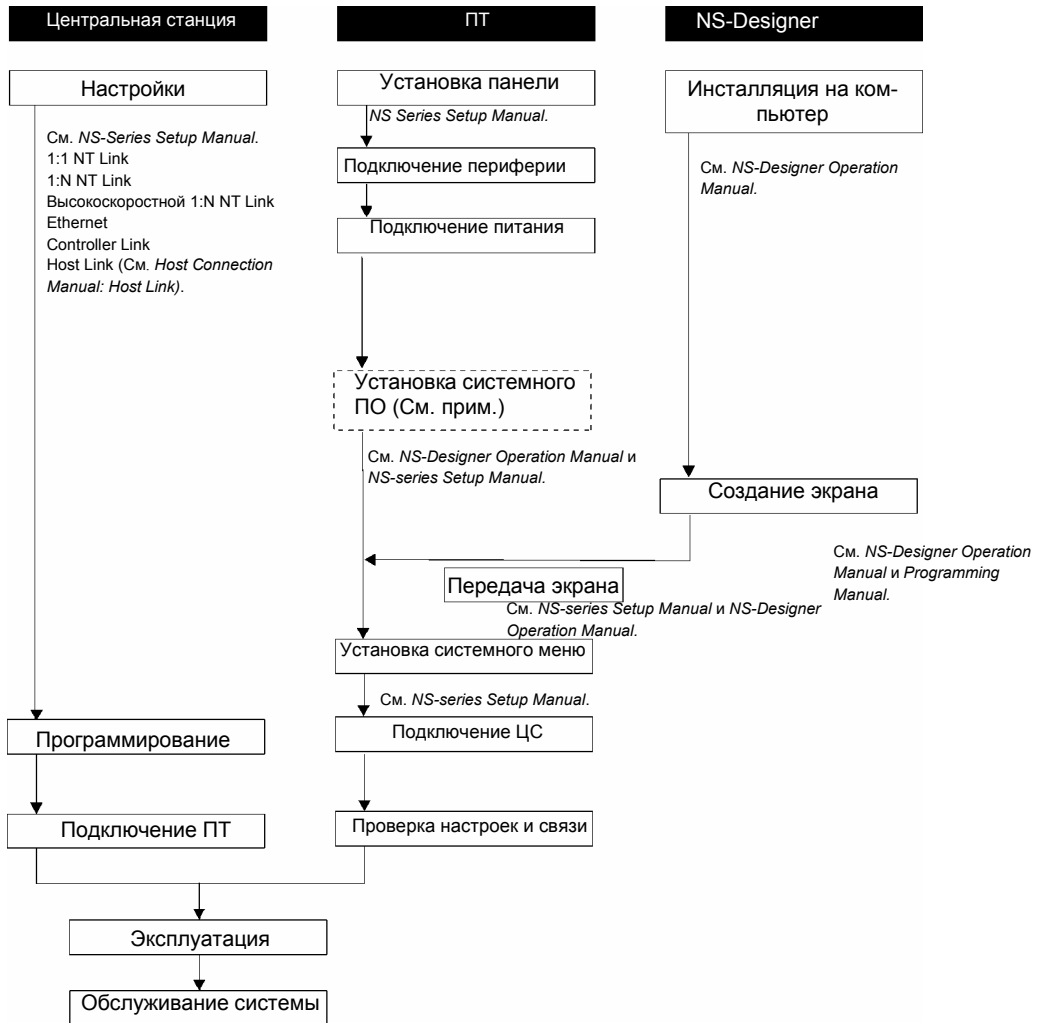 Центральная станция
ПТ
NS-Designer
Настройки
См. NS-Series Setup Manual.
1:1 NT Link
1:N NT Link
Высокоскоростной 1:N NT Link
Ethernet
Controller Link
Host Link (См. Host Connection
Manual: Host Link).
Программирование
Подключение ПТ
Установка панели
NS Series Setup Manual.
Подключение периферии
Подключение питания
Установка системного
ПО (См. прим.)
См. NS-Designer Operation Manual и
NS-series Setup Manual.
Инсталляция на ком-
пьютер
См. NS-Designer Operation
Manual.
Создание экрана
См. NS-Designer Operation
Manual и Programming
Manual.
Передача экрана
См. NS-series Setup Manual и NS-Designer
Operation Manual.
Установка системного меню
См. NS-series Setup Manual.
Подключение ЦС
Проверка настроек и связи
Эксплуатация
Обслуживание системы